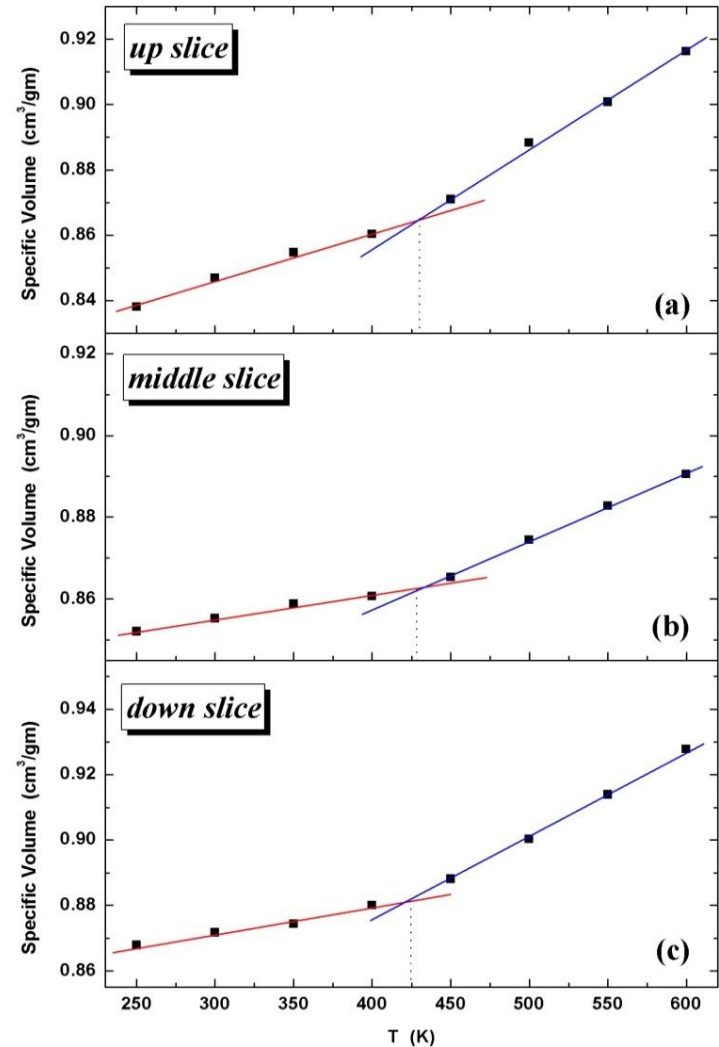 up slice
0.92
0.90
0.88
0.86
0.84
Specific Volume (cm³/gm)
(a)
middle slice
0.92
0.90
0.88
0.86
Specific Volume (cm³/gm)
(b)
down slice
0.94
0.92
0.90
0.88
0.86
Specific Volume (cm³/gm)
(c)
250 300 350 400 450 500 550 600
T (K)